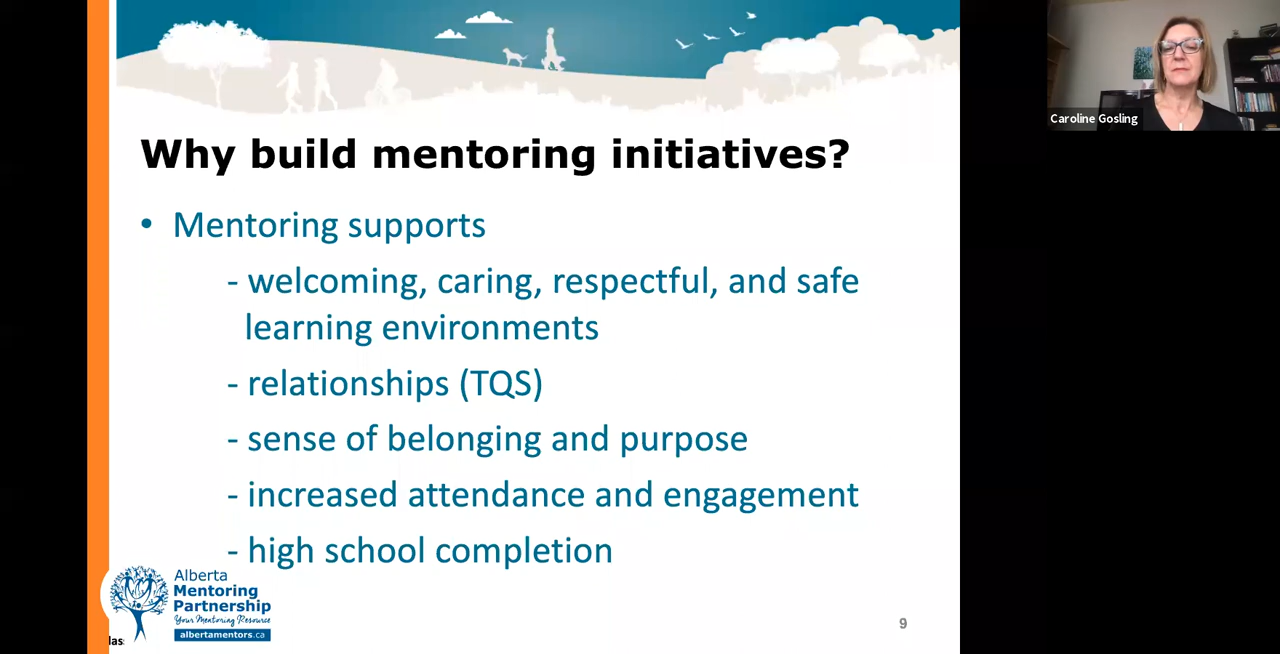 Why build mentoring initiatives?
• Mentoring supports
- welcoming, caring, respectful, and safe
learning environments
- relationships (TQS)
- sense of belonging and purpose
- increased attendance and engagement
- high school completion
Alberta
Mentoring
Partnership
Your Mentoring Resource
albertamentors.ca
9
Caroline Gosling